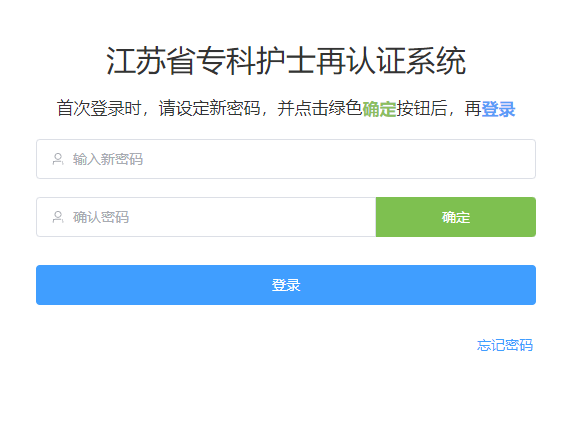 江苏省专科护士再认证系统
首次登录时，请设定新密码，并点击绿色确定按钮后，再登录
输入新密码
确认密码 确定
登录
忘记密码